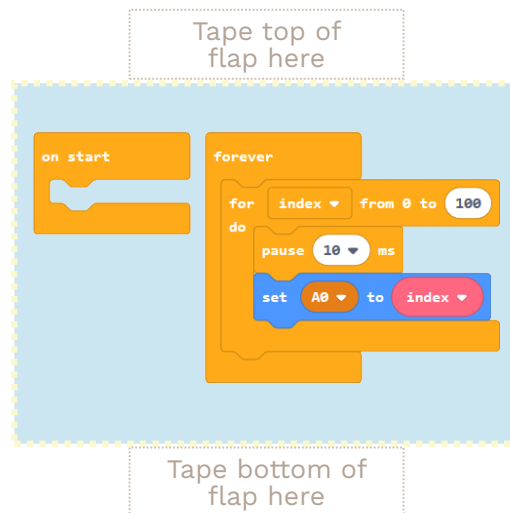 Tape top of
flap here
on start
forever
for index from 0 to 100
do
pause 10 ms
set A0 to index
Tape bottom of
flap here